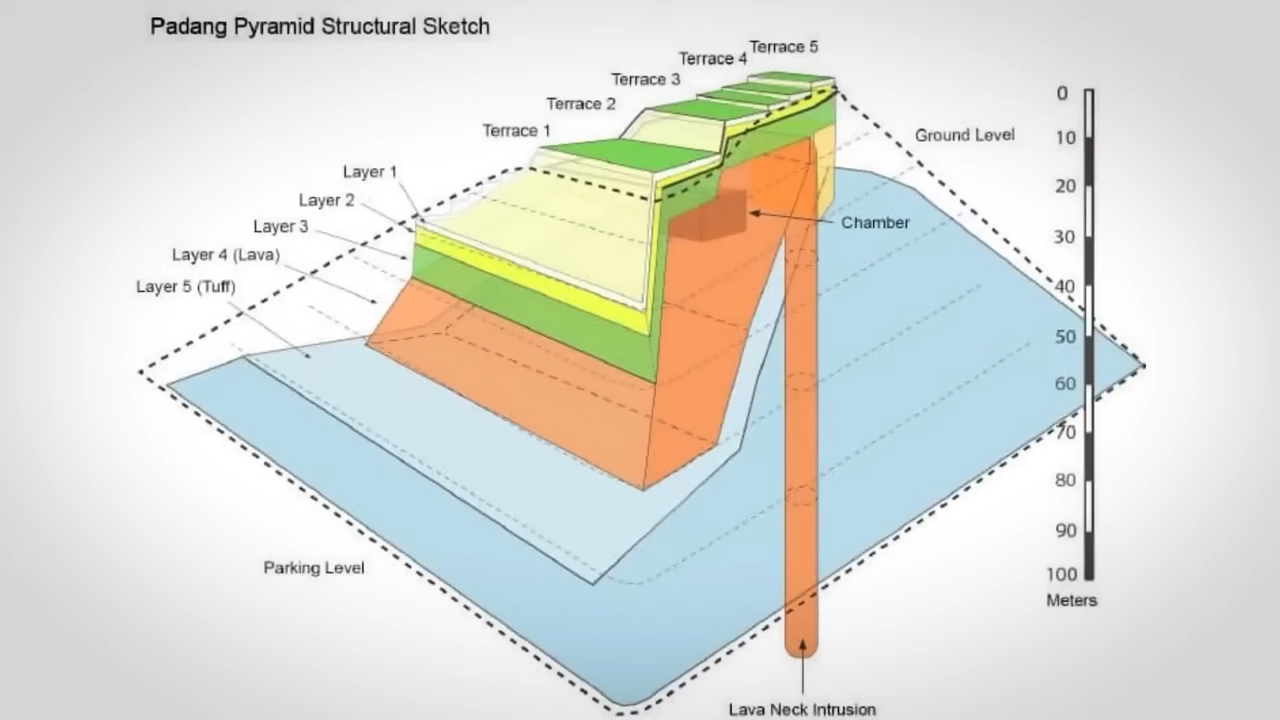 Padang Pyramid Structural Sketch
Terrace 5
Terrace 4
Terrace 3
Terrace 2
Terrace 1
Layer 1
Layer 2
Layer 3
Layer 4 (Lava)
Layer 5 (Tuff)
Ground Level
Chamber
Parking Level
Lava Neck Intrusion
0
10
20
30
40
50
60
70
80
90
100
Meters